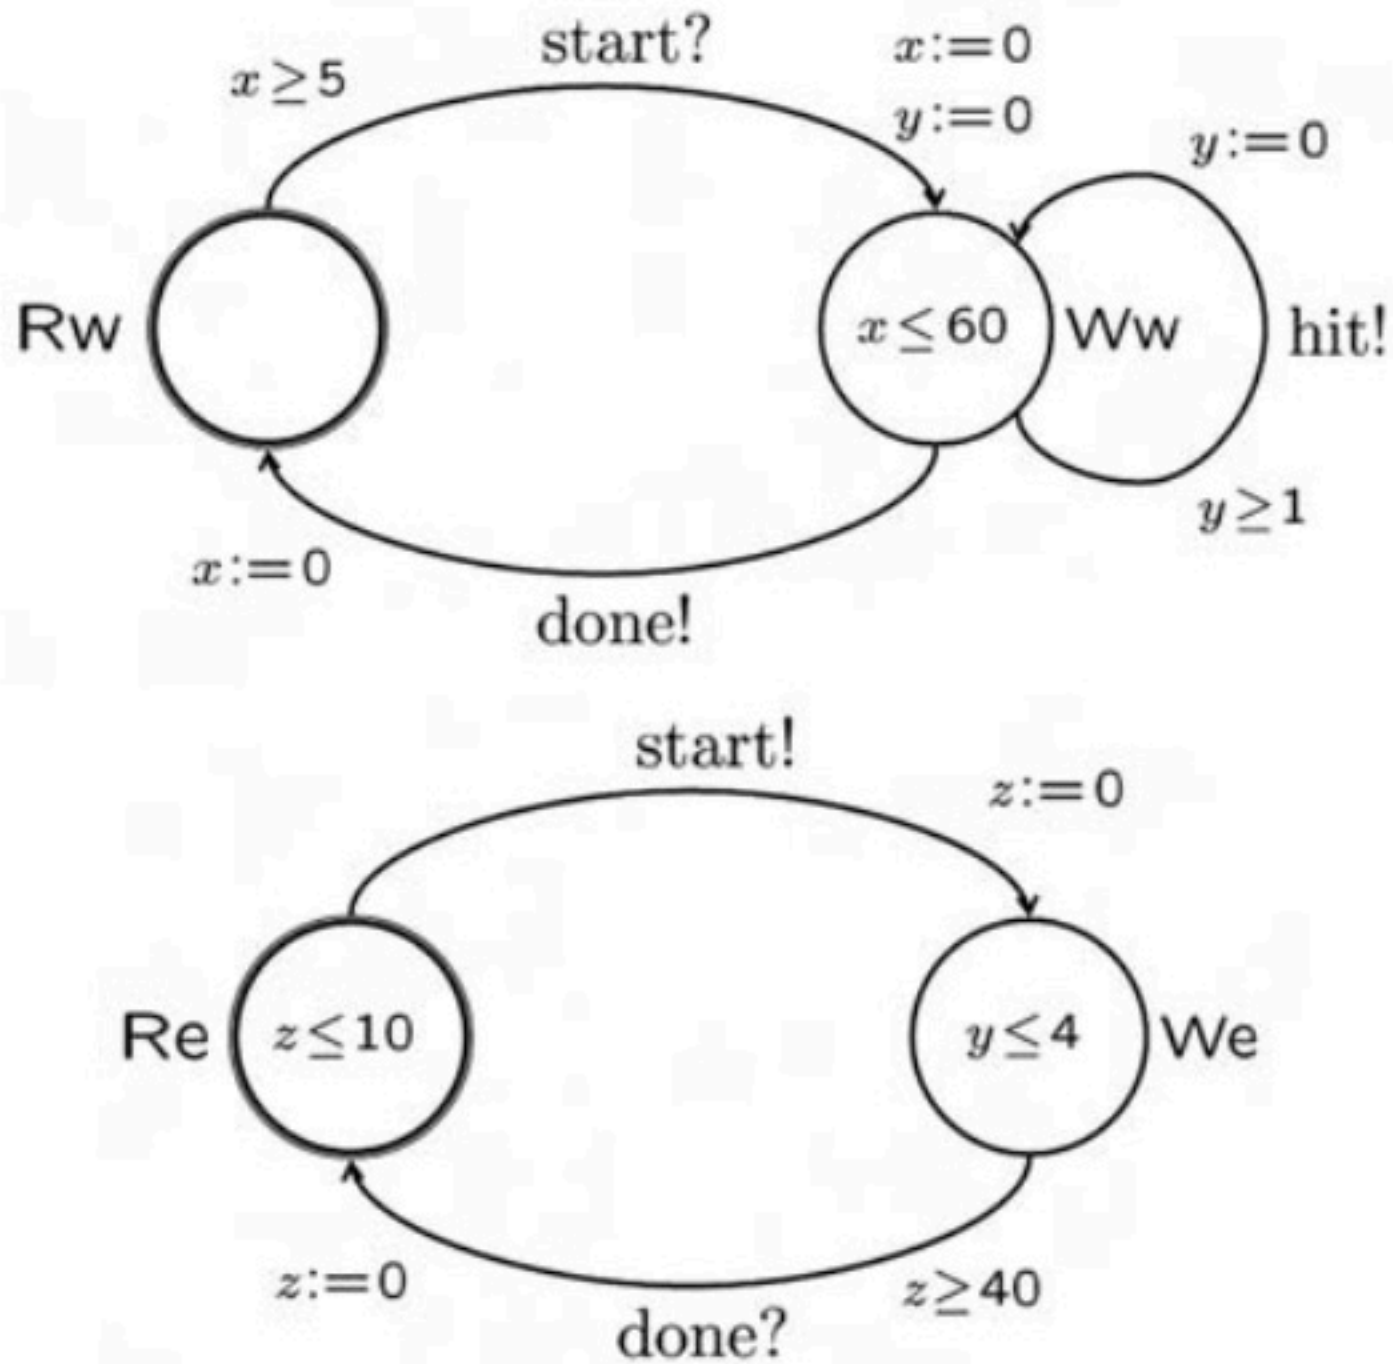 start?
x:=0
x≥5
y:=0
y:=0
Rw
x≤60
Ww
hit!
y≥1
x:=0
done!
start!
z:=0
Re
z≤10
y≤4
We
z:=0
z≥40
done?